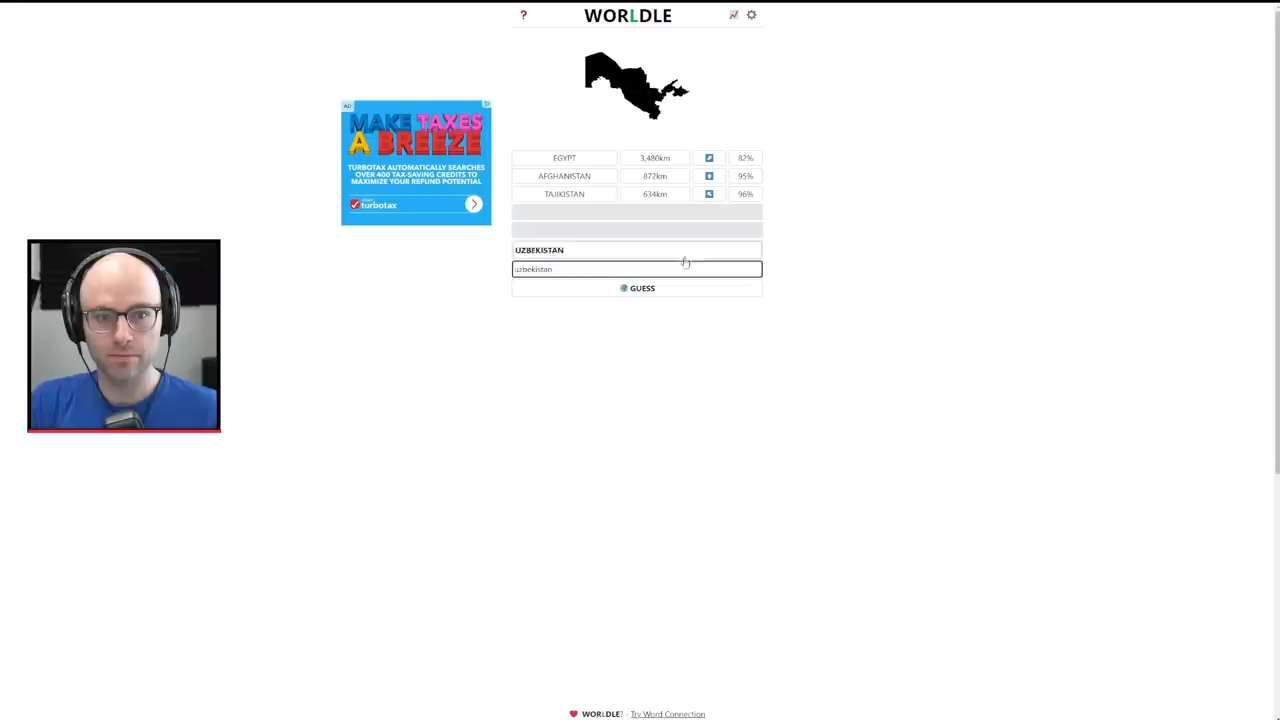 ?
WORLDLE
AD
MAKE TAXES
A BREEZE
TURBOTAX AUTOMATICALLY SEARCHES
OVER 400 TAX-SAVING CREDITS TO
MAXIMIZE YOUR REFUND POTENTIAL
turbotax
EGYPT 3,480km 82%
AFGHANISTAN 872km 95%
TAJIKISTAN 634km 96%
UZBEKISTAN
uzbekistan
GUESS
WORLDLE? - Try Word Connection